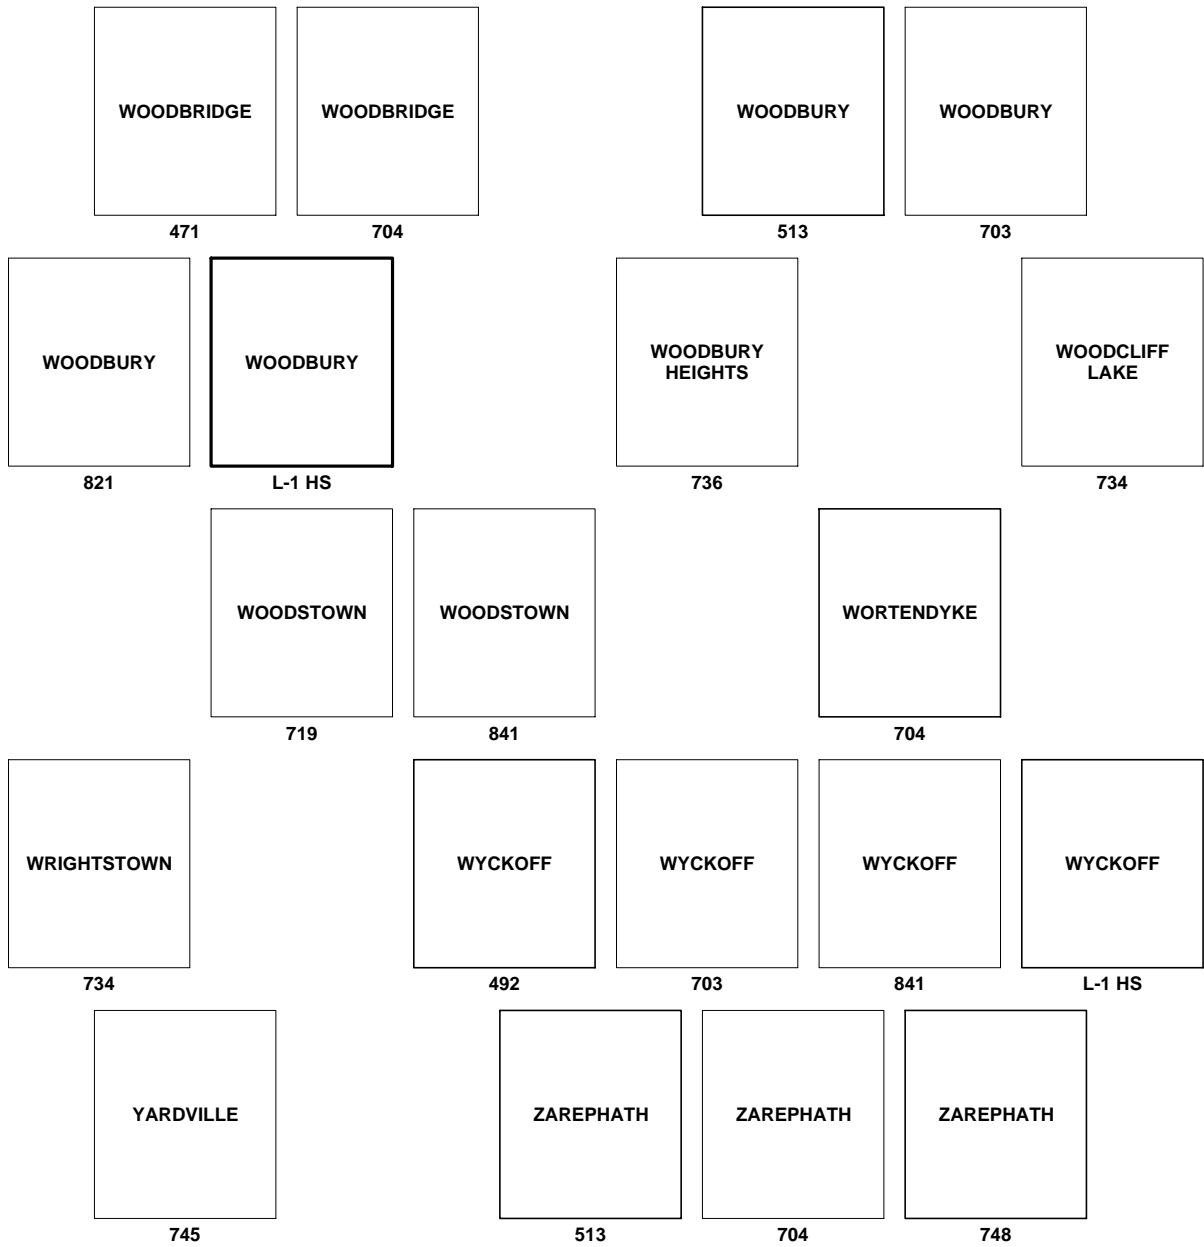 WOODBRIDGE WOODBRIDGE WOODBURY WOODBURY
471 704 513 703
WOODBURY WOODBURY WOODBURY HEIGHTS WOODCLIFF LAKE
821 L-1 HS 736 734
WOODSTOWN WOODSTOWN WORTENDYKE
719 841 704
WRIGHTSTOWN WYCKOFF WYCKOFF WYCKOFF WYCKOFF
734 492 703 841 L-1 HS
YARDVILLE ZAREPHATH ZAREPHATH ZAREPHATH
745 513 704 748